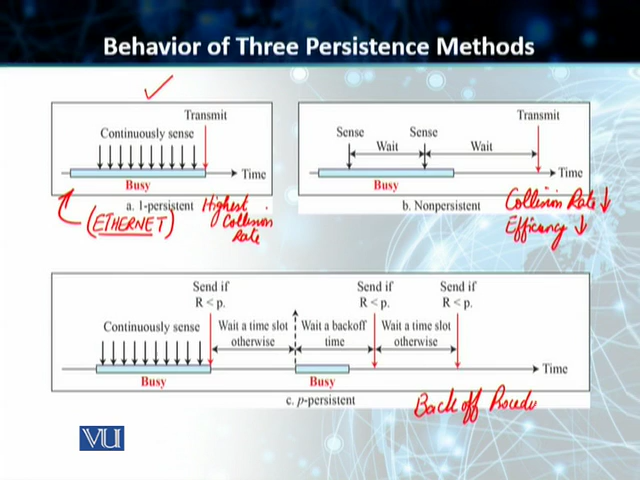 Behavior of Three Persistence Methods
Transmit
Continuously sense
Time
Busy
a. 1-persistent
(ETHERNET)
Highest
Collision
Rate
Transmit
Sense
Sense
Wait
Wait
Time
Busy
b. Nonpersistent
Collision Rate ↓
Efficency ↓
Send if
R < p.
Send if
R < p.
Send if
R < p.
Continuously sense
Wait a time slot
otherwise
Wait a backoff
time
Wait a time slot
otherwise
Time
Busy
Busy
c. p-persistent
Back off Procedu
VU